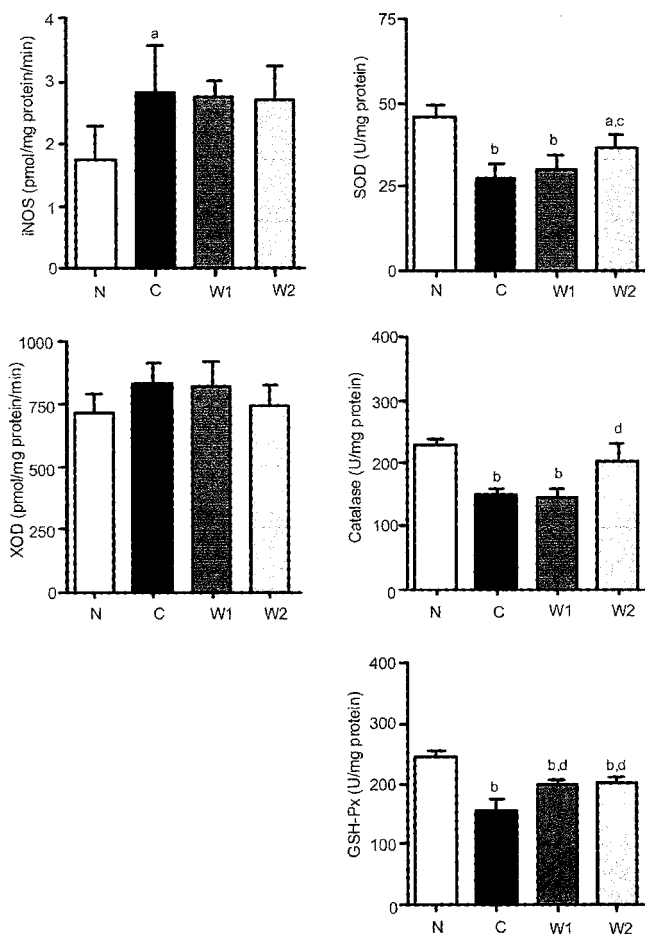 iNOS (pmol/mg protein/min)
4
3
2
1
0
a
N C W1 W2
SOD (U/mg protein)
75
50
25
0
b b a,c
N C W1 W2
XOD (pmol/mg protein/min)
1000
750
500
250
0
N C W1 W2
Catalase (U/mg protein)
400
300
200
100
0
b b d
N C W1 W2
GSH-Px (U/mg protein)
400
300
200
100
0
b b,d b,d
N C W1 W2